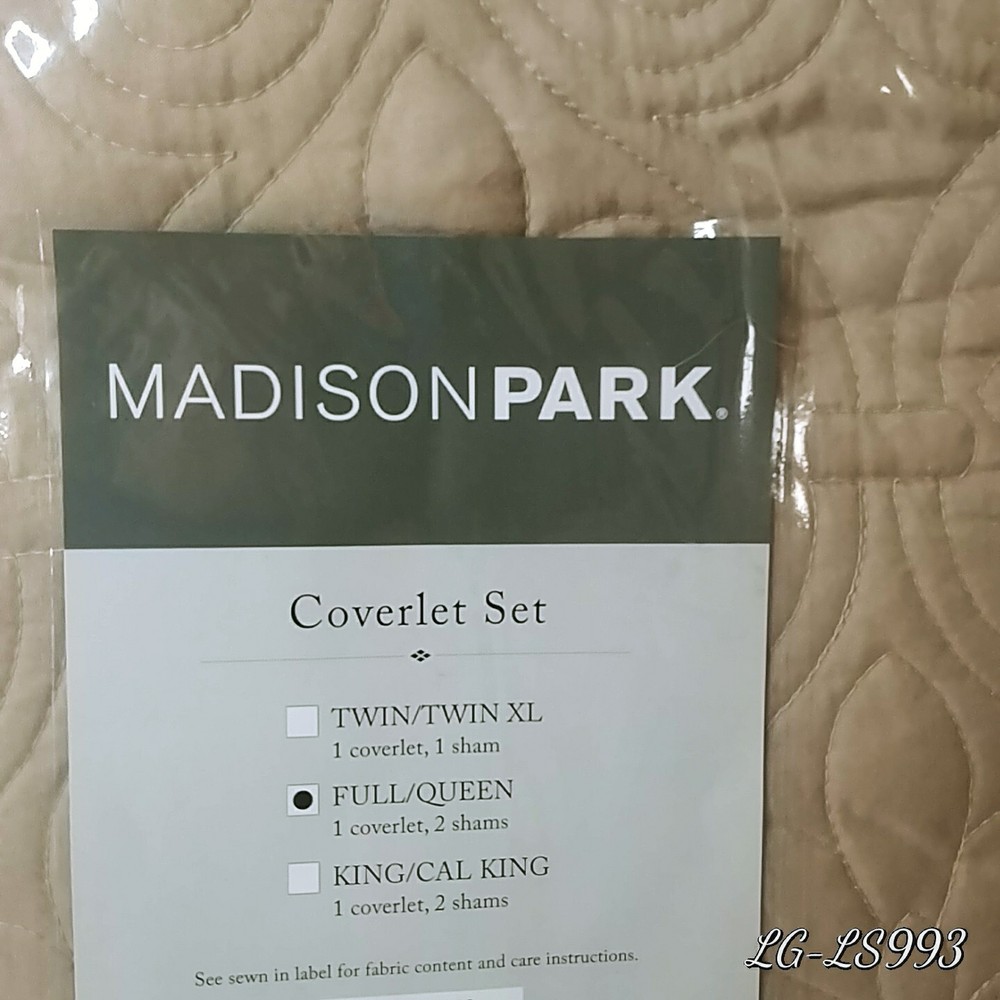 MADISONPARK®
Coverlet Set
TWIN/TWIN XL
1 coverlet, 1 sham
FULL/QUEEN
1 coverlet, 2 shams
KING/CAL KING
1 coverlet, 2 shams
See sewn in label for fabric content and care instructions.
LG-LS993